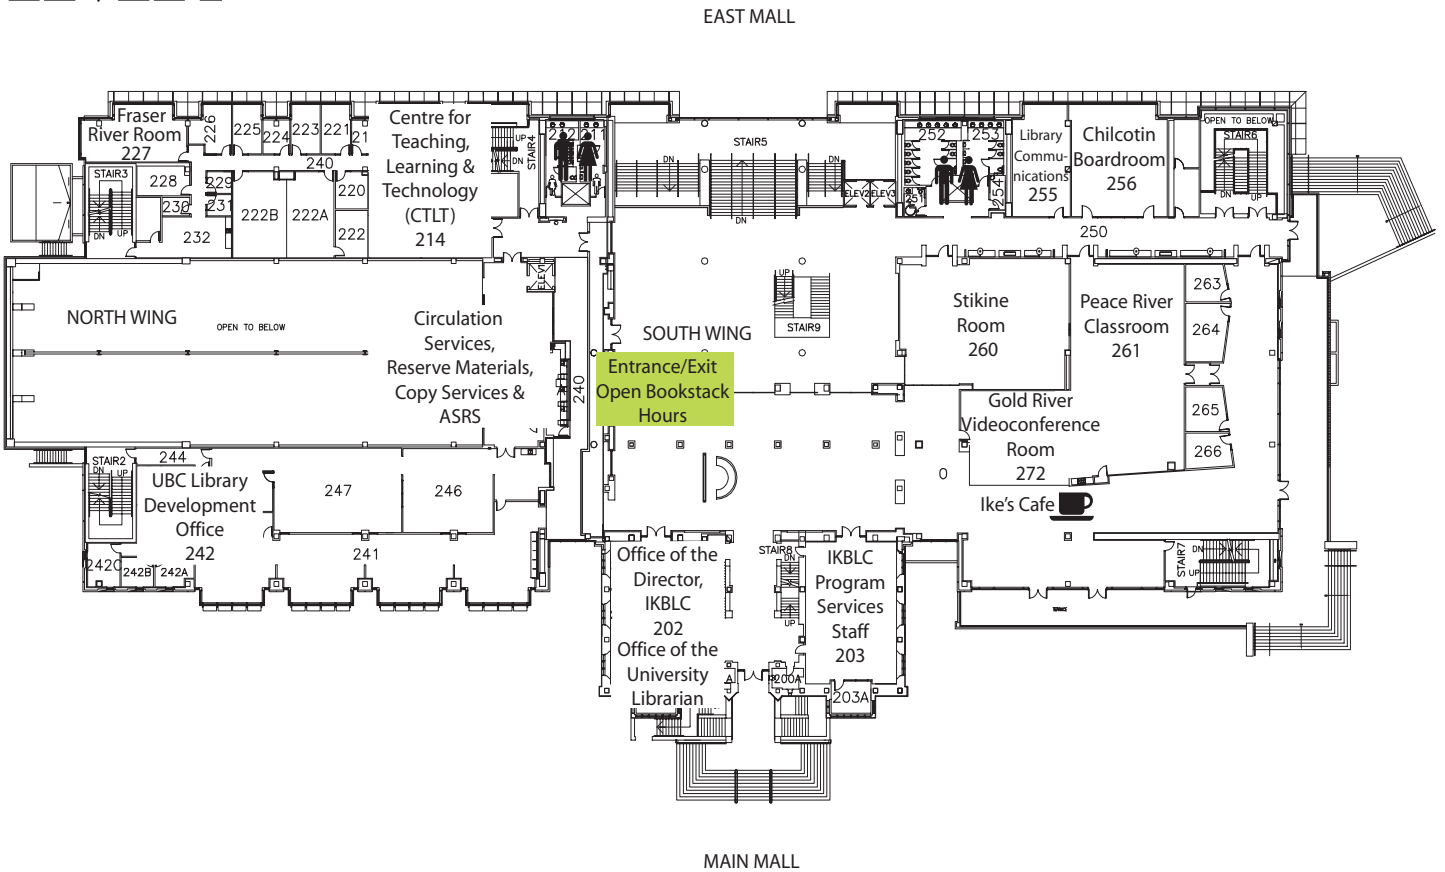 EAST MALL
Fraser
River Room
227
226
225
224
223
221
240
228
229
230
231
232
222B
222A
220
222
STAIR3
DN
UP
Centre for
Teaching,
Learning &
Technology
(CTLT)
214
UP
DN
STAIR4
212
211
STAIR5
DN
DN
DN
ELEV2
ELEV3
252
253
251
254
Library
Commu-
nications
255
Chilcotin
Boardroom
256
OPEN TO BELOW
STAIR6
DN
UP
250
NORTH WING
OPEN TO BELOW
Circulation
Services,
Reserve Materials,
Copy Services &
ASRS
ELEV1
240
SOUTH WING
UP
STAIR9
Entrance/Exit
Open Bookstack
Hours
Stikine
Room
260
Peace River
Classroom
261
263
264
265
266
Gold River
Videoconference
Room
272
Ike's Cafe
STAIR2
DN
UP
244
UBC Library
Development
Office
242
247
246
241
242C
242B
242A
Office of the
Director,
IKBLC
202
Office of the
University
Librarian
STAIR8
DN
UP
200A
IKBLC
Program
Services
Staff
203
203A
STAIR7
DN
UP
TERRACE
MAIN MALL